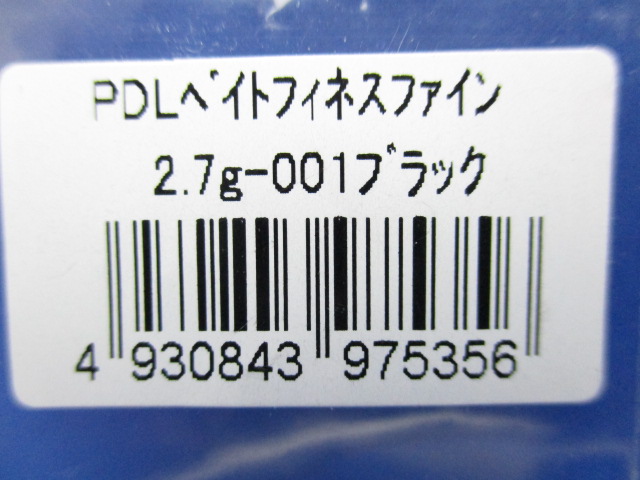 PDLﾍﾞｲﾄﾌｨﾈｽﾌｧｲﾝ
2.7g-001ﾌﾞﾗｯｸ
4 930843 975356